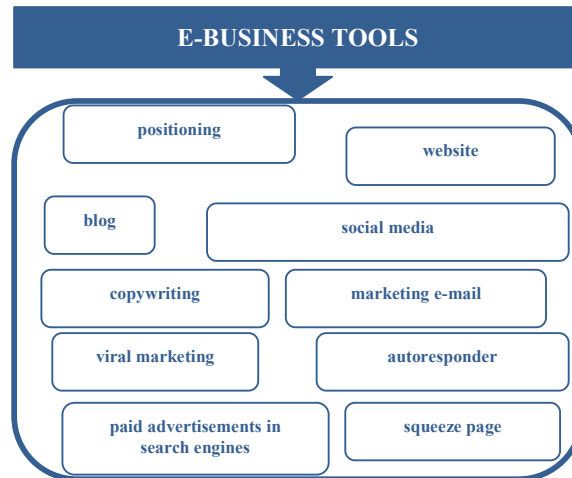 E-BUSINESS TOOLS
positioning
website
blog
social media
copywriting
marketing e-mail
viral marketing
autoresponder
paid advertisements in
search engines
squeeze page